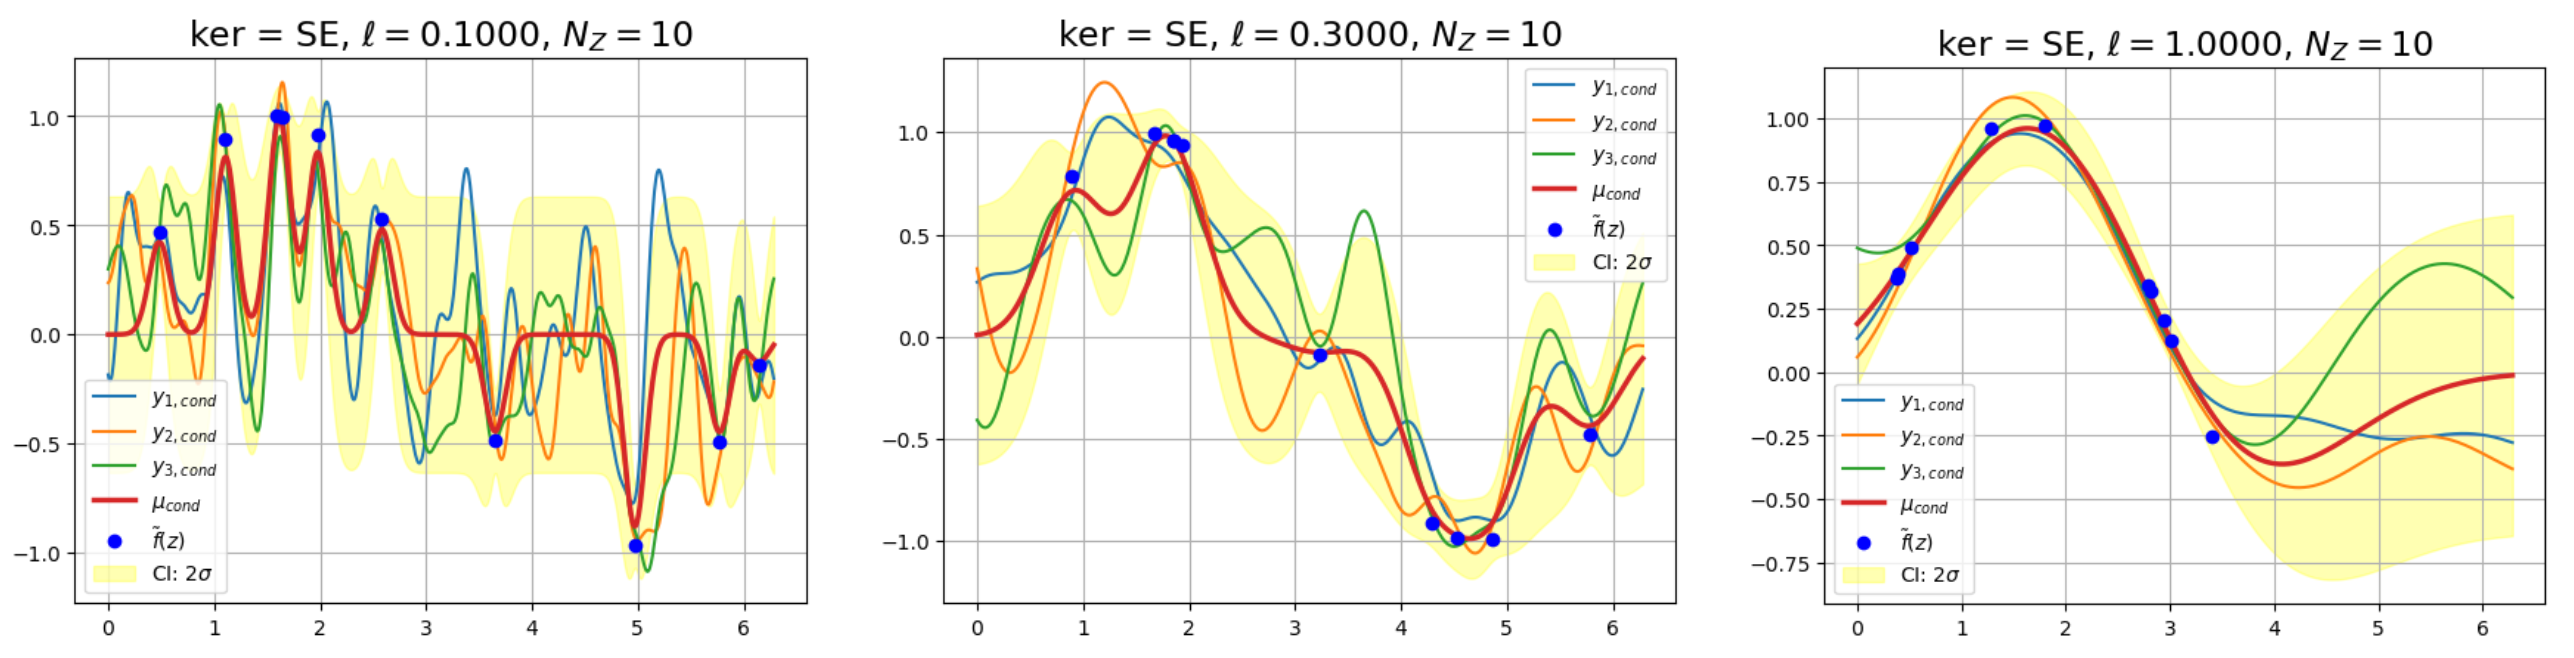 ker = SE, ℓ = 0.1000, N_Z = 10
1.0
0.5
0.0
−0.5
−1.0
y_{1,cond}
y_{2,cond}
y_{3,cond}
μ_{cond}
f̃(z)
CI: 2σ
0 1 2 3 4 5 6
ker = SE, ℓ = 0.3000, N_Z = 10
1.0
0.5
0.0
−0.5
−1.0
y_{1,cond}
y_{2,cond}
y_{3,cond}
μ_{cond}
f̃(z)
CI: 2σ
0 1 2 3 4 5 6
ker = SE, ℓ = 1.0000, N_Z = 10
1.00
0.75
0.50
0.25
0.00
−0.25
−0.50
−0.75
y_{1,cond}
y_{2,cond}
y_{3,cond}
μ_{cond}
f̃(z)
CI: 2σ
0 1 2 3 4 5 6